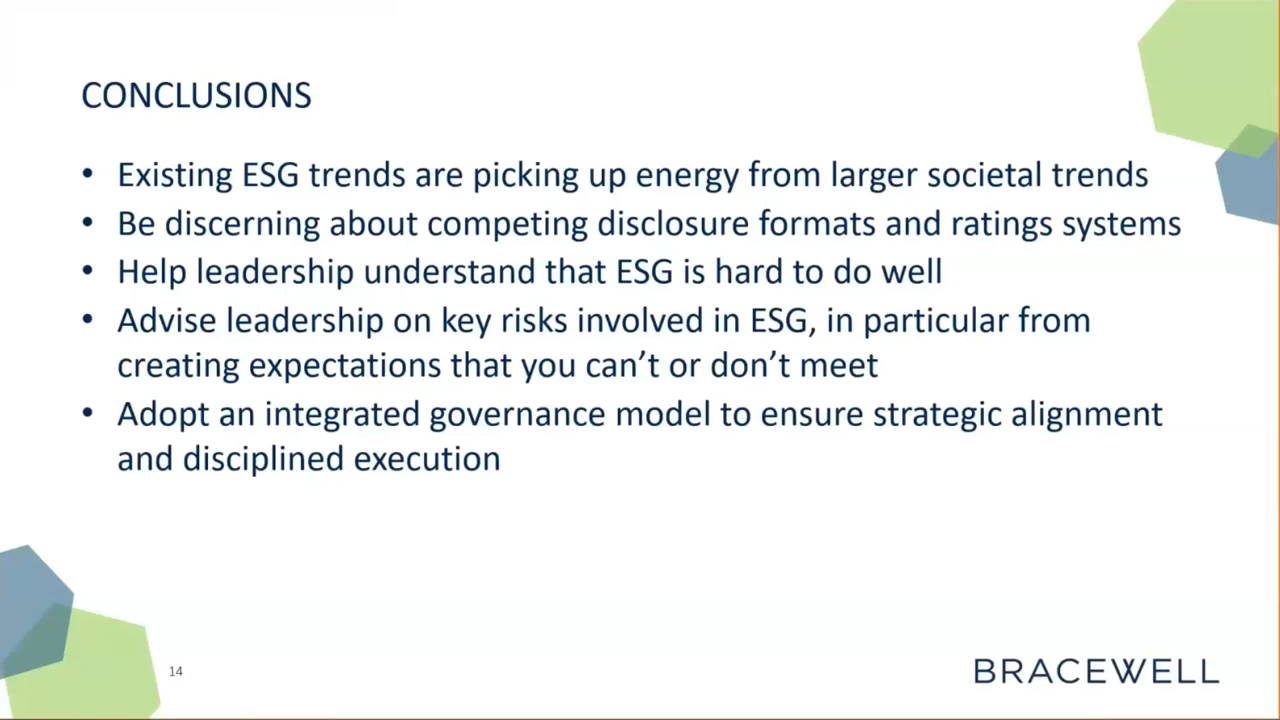 CONCLUSIONS
• Existing ESG trends are picking up energy from larger societal trends
• Be discerning about competing disclosure formats and ratings systems
• Help leadership understand that ESG is hard to do well
• Advise leadership on key risks involved in ESG, in particular from
creating expectations that you can’t or don’t meet
• Adopt an integrated governance model to ensure strategic alignment
and disciplined execution
14
BRACEWELL